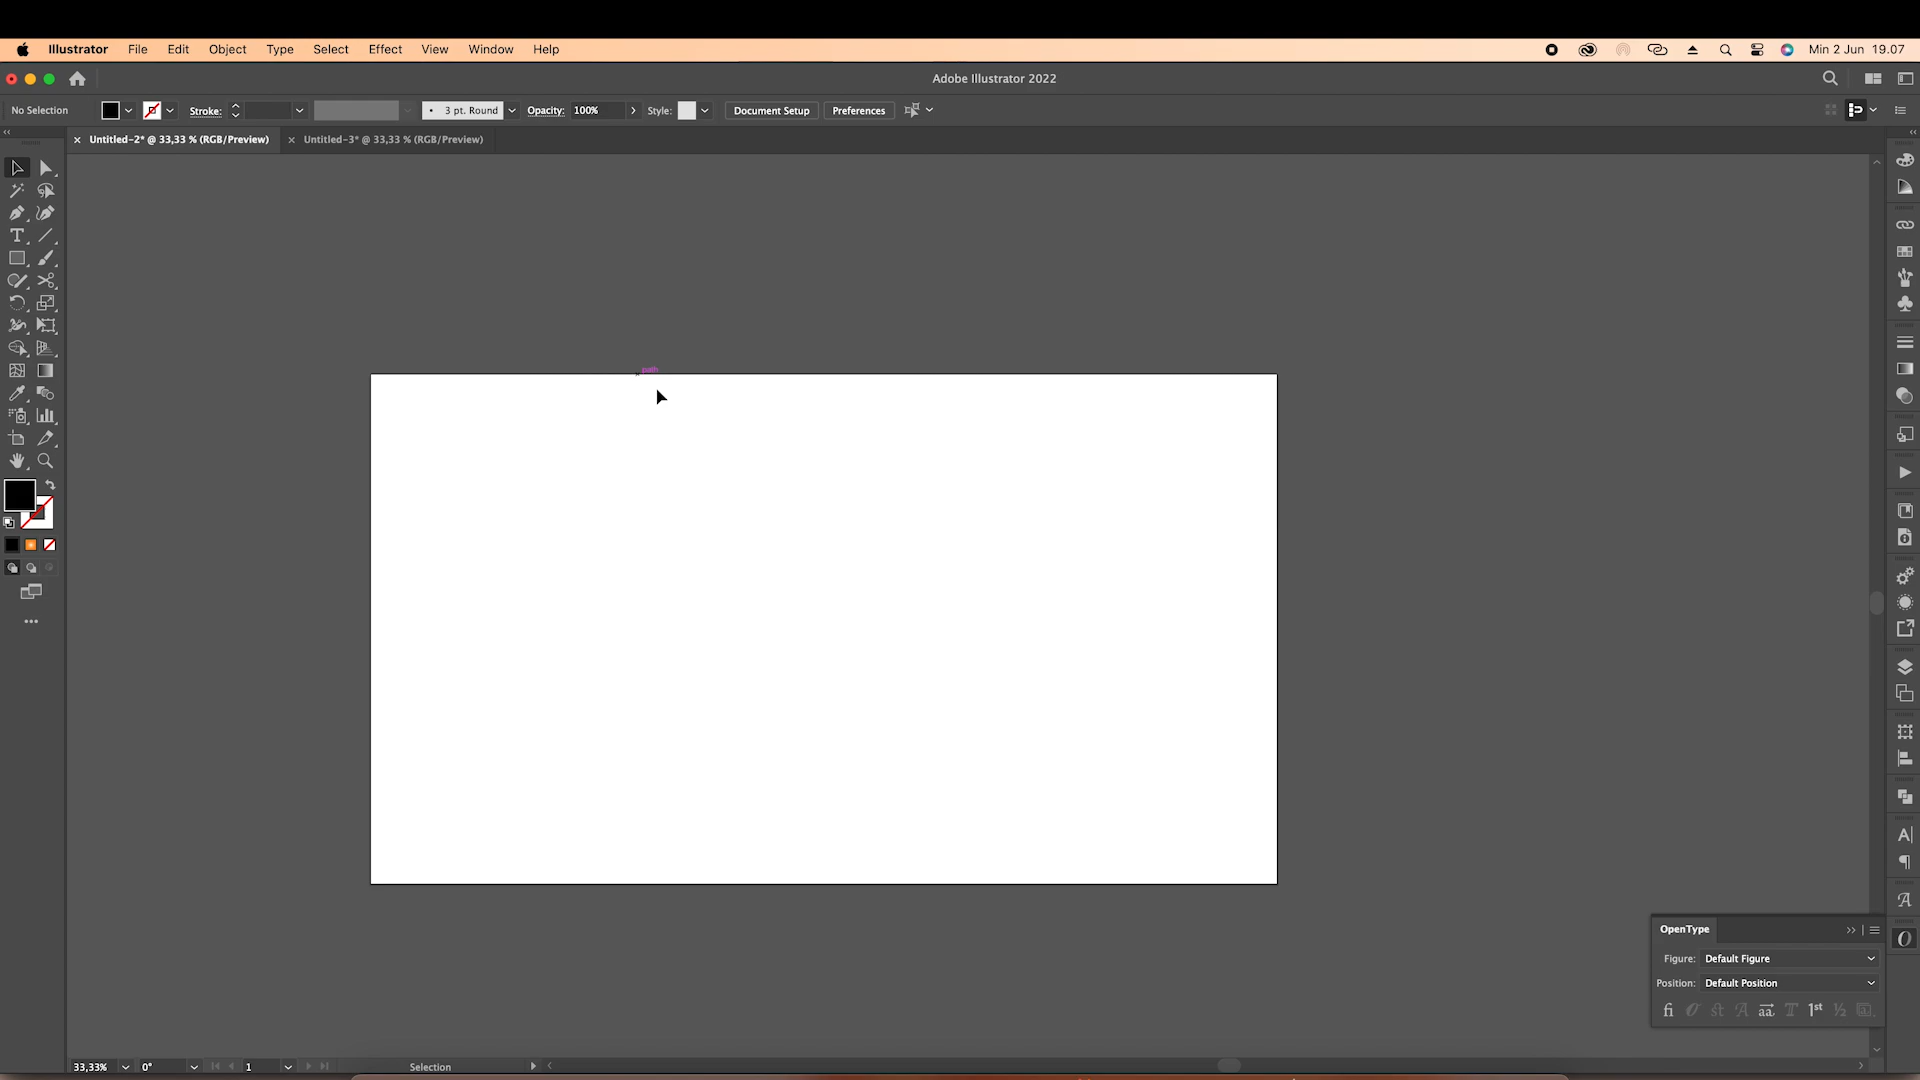 Illustrator File Edit Object Type Select Effect View Window Help Min 2 Jun 19.07
Adobe Illustrator 2022
No Selection Stroke: 3 pt. Round Opacity: 100% Style: Document Setup Preferences
Untitled-2* @ 33,33 % (RGB/Preview) Untitled-3* @ 33,33 % (RGB/Preview)
path
OpenType
Figure: Default Figure
Position: Default Position
33,33% 0° 1 Selection